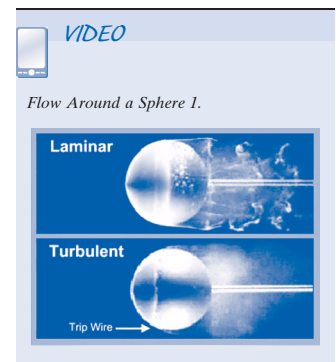 VIDEO
Flow Around a Sphere 1.
Laminar
Turbulent
Trip Wire